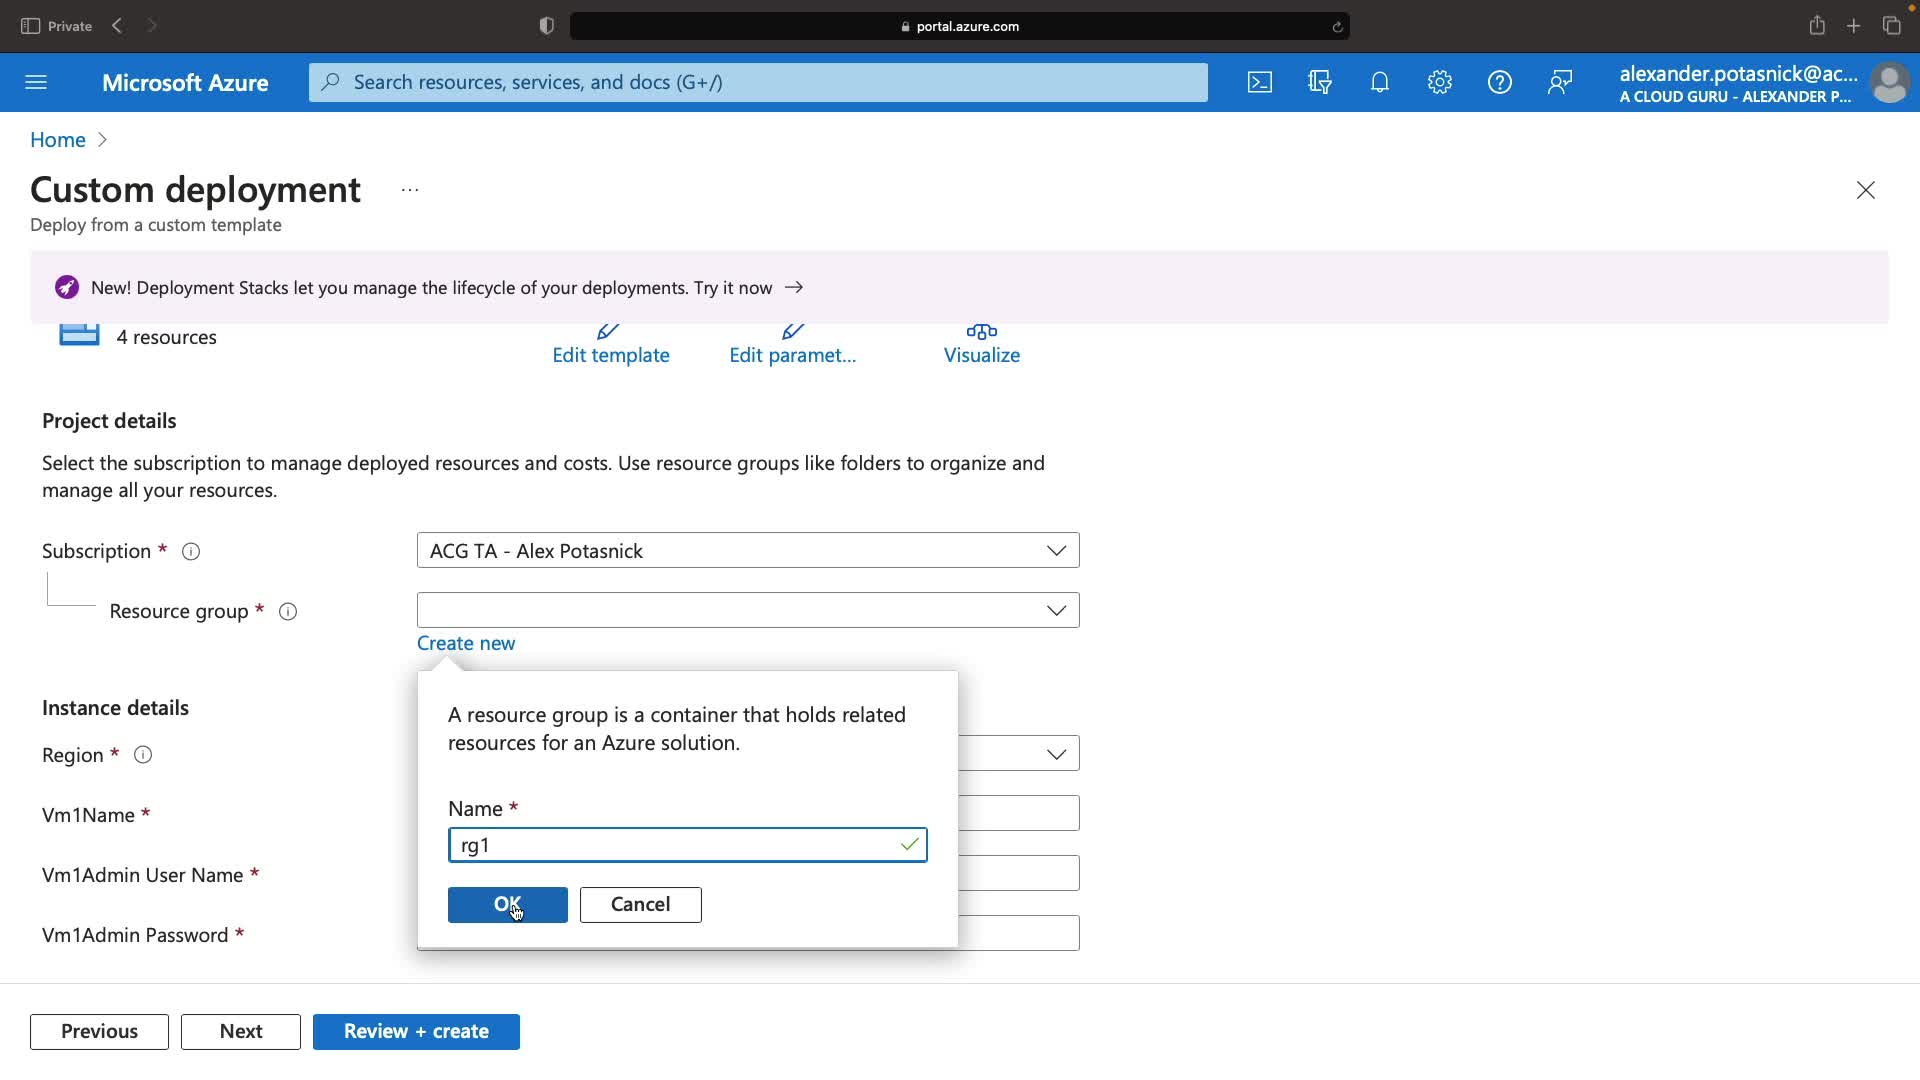 Private
portal.azure.com
Microsoft Azure
Search resources, services, and docs (G+/)
alexander.potasnick@ac...
A CLOUD GURU - ALEXANDER P...
Home
Custom deployment ...
Deploy from a custom template
New! Deployment Stacks let you manage the lifecycle of your deployments. Try it now →
4 resources
Edit template
Edit paramet...
Visualize
Project details
Select the subscription to manage deployed resources and costs. Use resource groups like folders to organize and
manage all your resources.
Subscription *
ACG TA - Alex Potasnick
Resource group *
Create new
A resource group is a container that holds related
resources for an Azure solution.
Name *
rg1
OK
Cancel
Instance details
Region *
Vm1Name *
Vm1Admin User Name *
Vm1Admin Password *
Previous
Next
Review + create